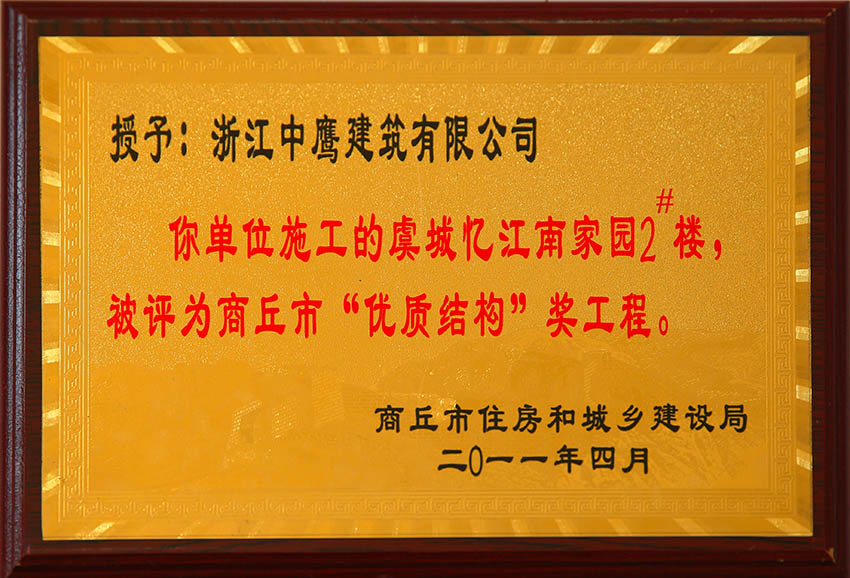 授予：浙江中鹰建筑有限公司
你单位施工的虞城忆江南家园2#楼，
被评为商丘市“优质结构”奖工程。
商丘市住房和城乡建设局
二0一一年四月